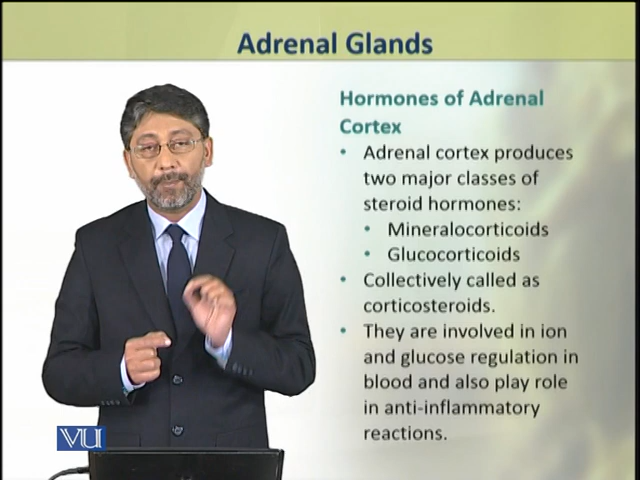 Adrenal Glands
Hormones of Adrenal
Cortex
• Adrenal cortex produces
two major classes of
steroid hormones:
• Mineralocorticoids
• Glucocorticoids
• Collectively called as
corticosteroids.
• They are involved in ion
and glucose regulation in
blood and also play role
in anti-inflammatory
reactions.
VU